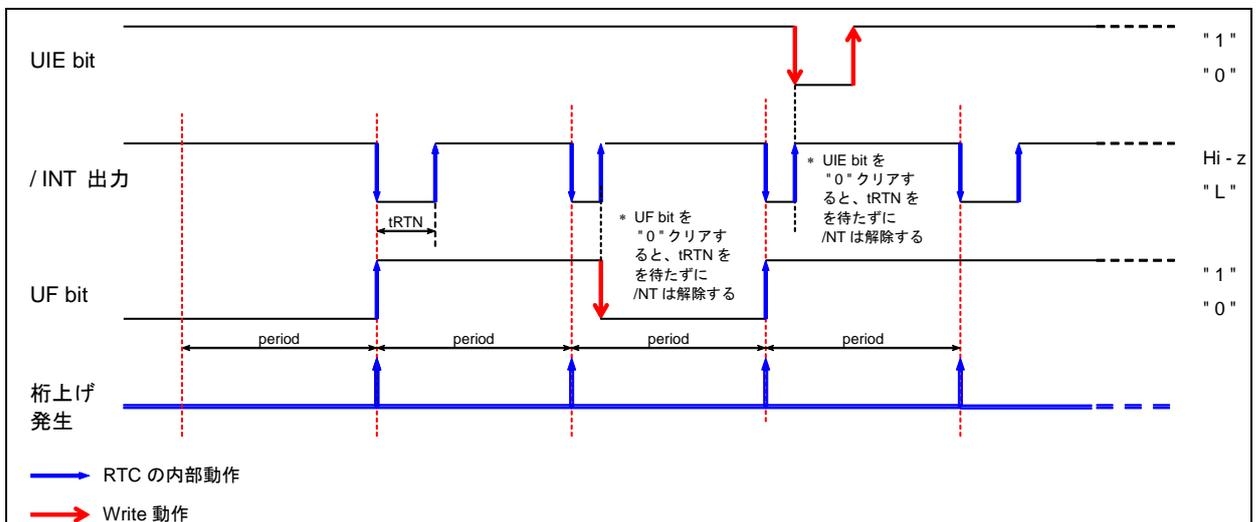 UIE bit
" 1 "
" 0 "
/ INT 出力
Hi - z
" L "
tRTN
* UIE bit を
" 0 " クリアす
ると、tRTN を
を待たずに
/NT は解除する
* UF bit を
" 0 " クリアす
ると、tRTN を
を待たずに
/NT は解除する
UF bit
" 1 "
" 0 "
period
period
period
period
桁上げ
発生
RTC の内部動作
Write 動作